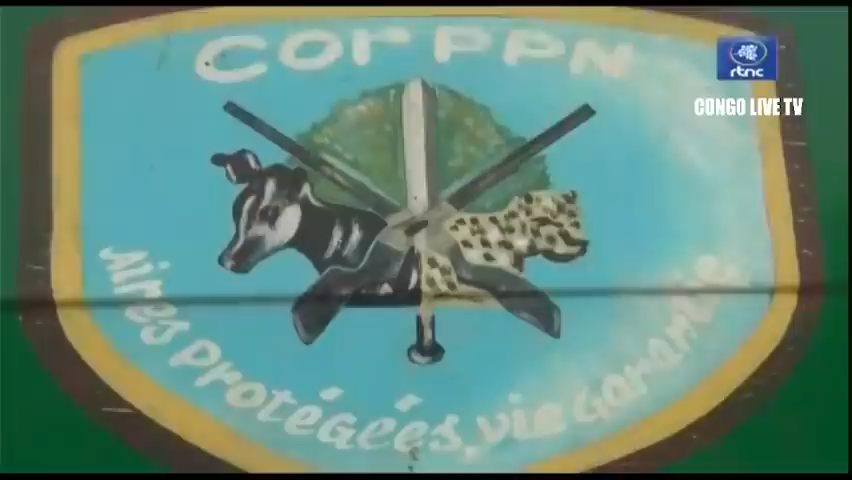 CorPPN
rtnc
CONGO LIVE TV
Aires Protégées, vie Garantie